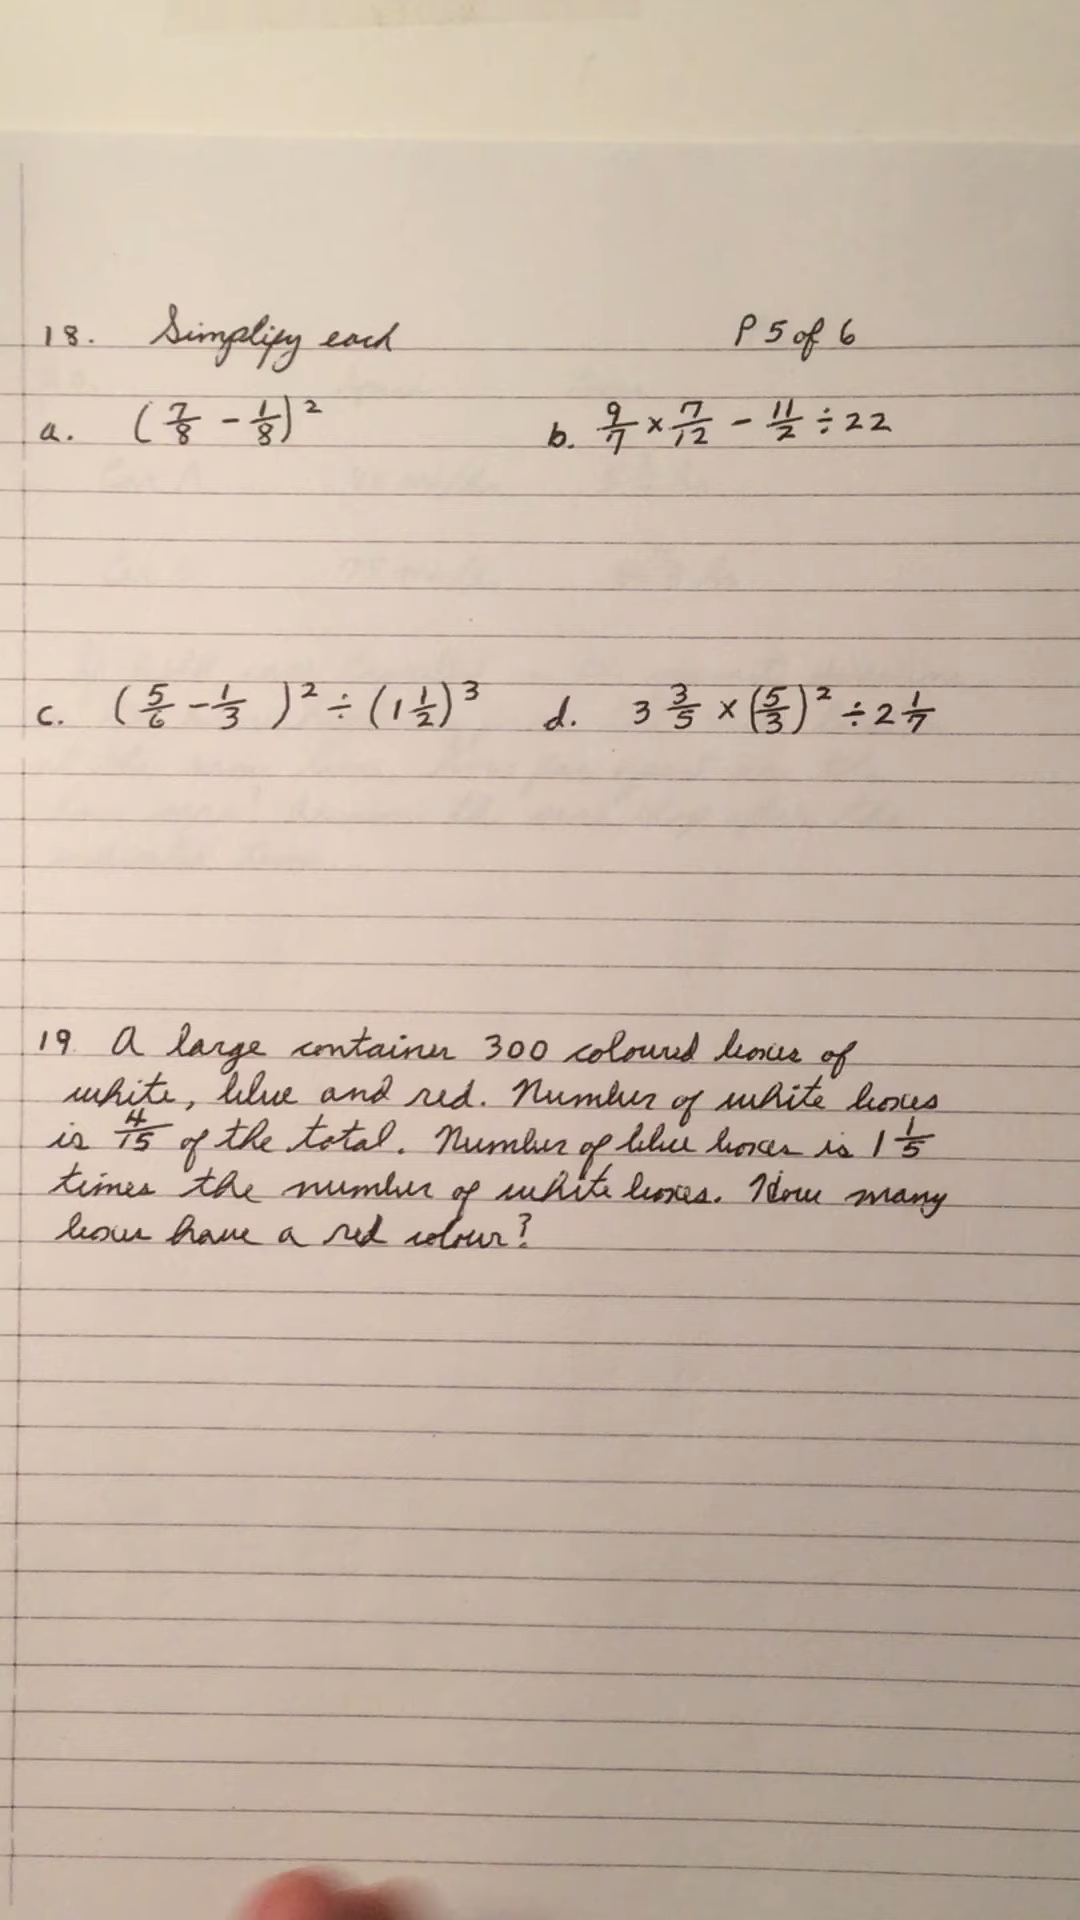 18. Simplify each P 5 of 6
a. (7/8 - 1/8)² b. 9/7 × 7/12 - 11/2 ÷ 22
c. (5/6 - 1/3 )² ÷ (1 1/2)³ d. 3 3/5 × (5/3)² ÷ 2 1/7
19. A large container 300 coloured boxes of
white, blue and red. Number of white boxes
is 4/15 of the total. Number of blue boxes is 1 1/5
times the number of white boxes. How many
boxes have a red colour?